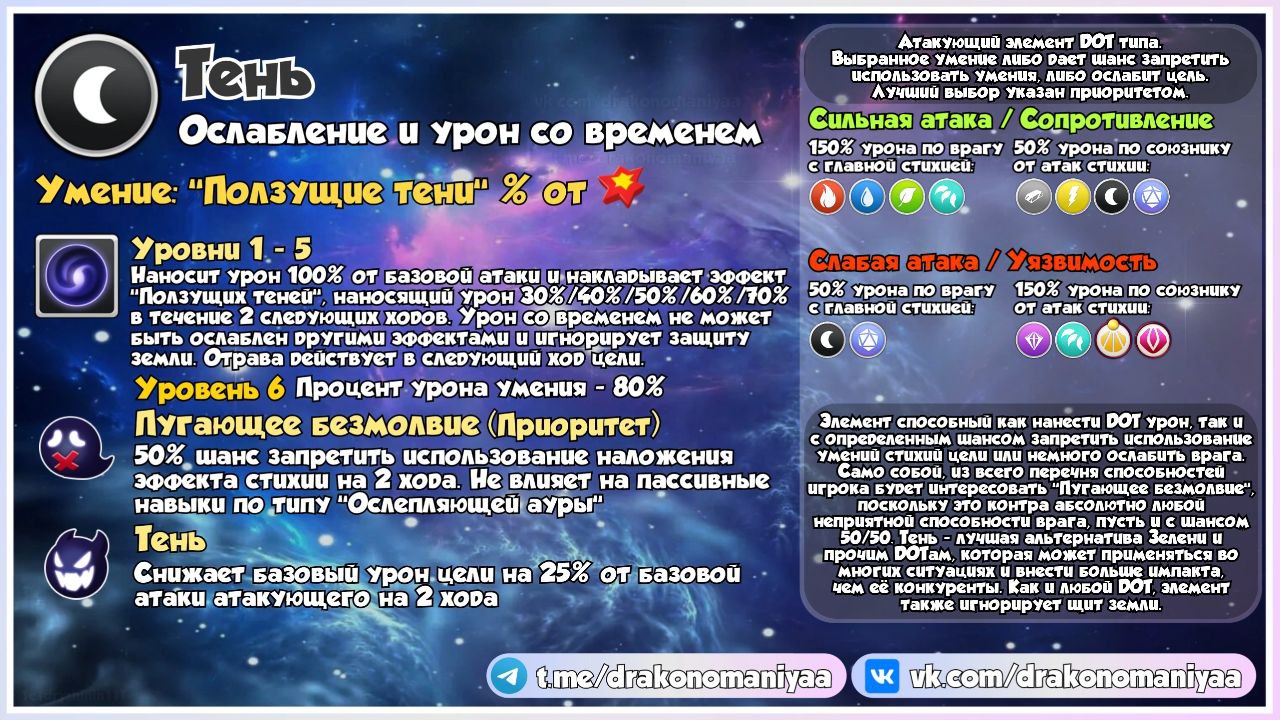 Тень
Ослабление и урон со временем
Умение: "Ползущие тени" % от
Уровни 1 - 5
Наносит урон 100% от базовой атаки и накладывает эффект
"Ползущих теней", наносящий урон 30%/40%/50%/60%/70%
в течение 2 следующих ходов. Урон со временем не может
быть ослаблен другими эффектами и игнорирует защиту
земли. Отрава действует в следующий ход цели.
Уровень 6 Процент урона умения - 80%
Пугающее безмолвие (Приоритет)
50% шанс запретить использование наложения
эффекта стихии на 2 хода. Не влияет на пассивные
навыки по типу "Ослепляющей ауры"
Тень
Снижает базовый урон цели на 25% от базовой
атаки атакующего на 2 хода
Атакующий элемент DOT типа.
Выбранное умение либо дает шанс запретить
использовать умения, либо ослабит цель.
Лучший выбор указан приоритетом.
Сильная атака / Сопротивление
150% урона по врагу
с главной стихией:
50% урона по союзнику
от атак стихии:
Слабая атака / Уязвимость
50% урона по врагу
с главной стихией:
150% урона по союзнику
от атак стихии:
Элемент способный как нанести DOT урон, так и
с определенным шансом запретить использование
умений стихий цели или немного ослабить врага.
Само собой, из всего перечня способностей
игрока будет интересовать "Пугающее безмолвие",
поскольку это контра абсолютно любой
неприятной способности врага, пусть и с шансом
50/50. Тень - лучшая альтернатива Зелени и
прочим DOTам, которая может применяться во
многих ситуациях и внести больше импакта,
чем её конкуренты. Как и любой DOT, элемент
также игнорирует щит земли.
t.me/drakonomaniyaa
vk.com/drakonomaniyaa